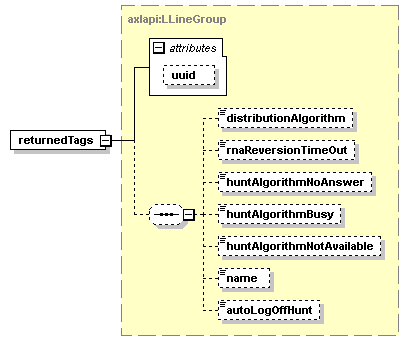 axlapi:LLineGroup
attributes
uuid
returnedTags
distributionAlgorithm
rnaReversionTimeOut
huntAlgorithmNoAnswer
huntAlgorithmBusy
huntAlgorithmNotAvailable
name
autoLogOffHunt